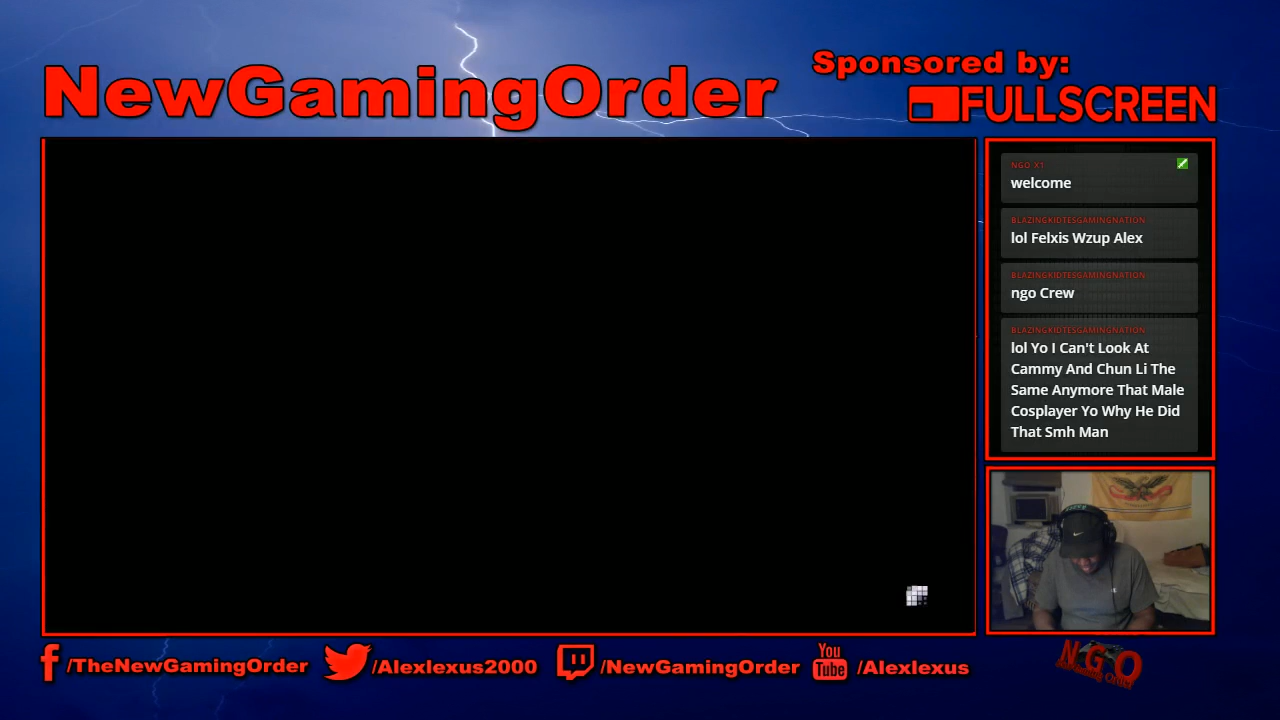 NewGamingOrder
Sponsored by:
FULLSCREEN
NGO X1
welcome
BLAZINGKIDTESGAMINGNATION
lol Felxis Wzup Alex
BLAZINGKIDTESGAMINGNATION
ngo Crew
BLAZINGKIDTESGAMINGNATION
lol Yo I Can't Look At
Cammy And Chun Li The
Same Anymore That Male
Cosplayer Yo Why He Did
That Smh Man
/TheNewGamingOrder
/Alexlexus2000
/NewGamingOrder
You
Tube
/Alexlexus
NGO